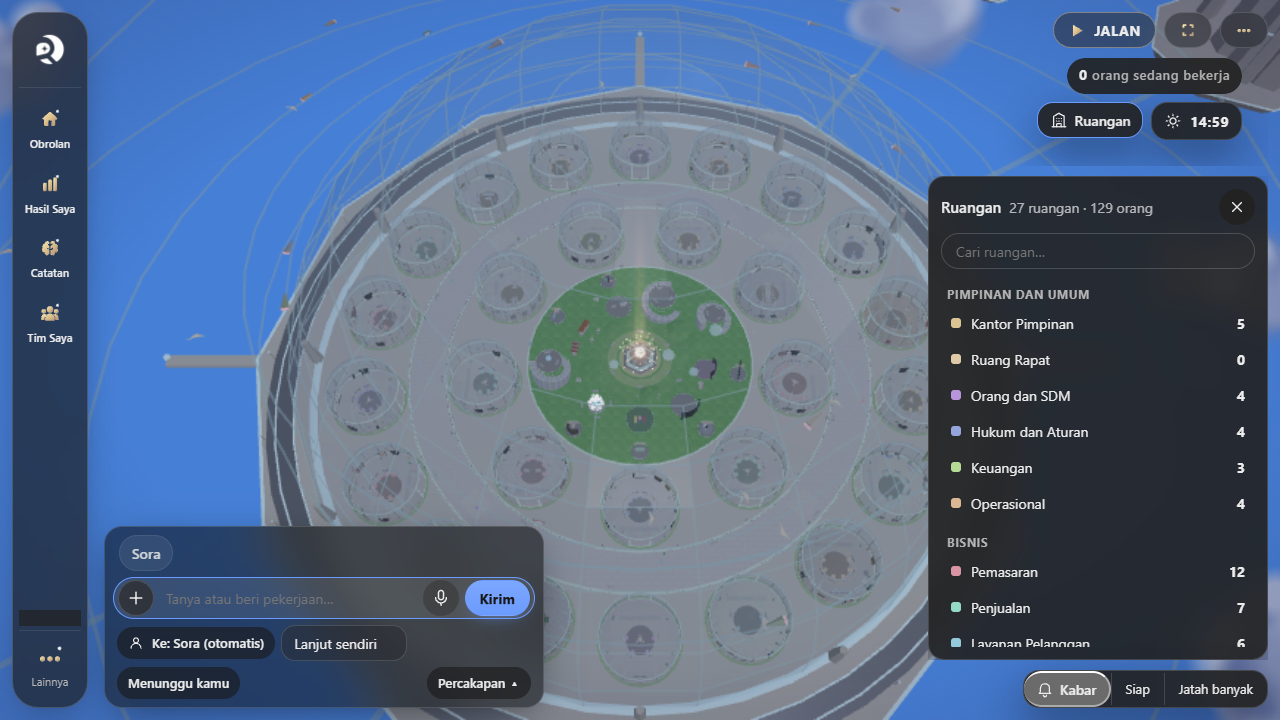 Obrolan
Hasil Saya
Catatan
Tim Saya
Lainnya
JALAN
0 orang sedang bekerja
Ruangan
14:59
Ruangan 27 ruangan · 129 orang
Cari ruangan...
PIMPINAN DAN UMUM
Kantor Pimpinan 5
Ruang Rapat 0
Orang dan SDM 4
Hukum dan Aturan 4
Keuangan 3
Operasional 4
BISNIS
Pemasaran 12
Penjualan 7
Layanan Pelanggan 6
Sora
Tanya atau beri pekerjaan...
Kirim
Ke: Sora (otomatis)
Lanjut sendiri
Menunggu kamu
Percakapan
Kabar
Siap
Jatah banyak